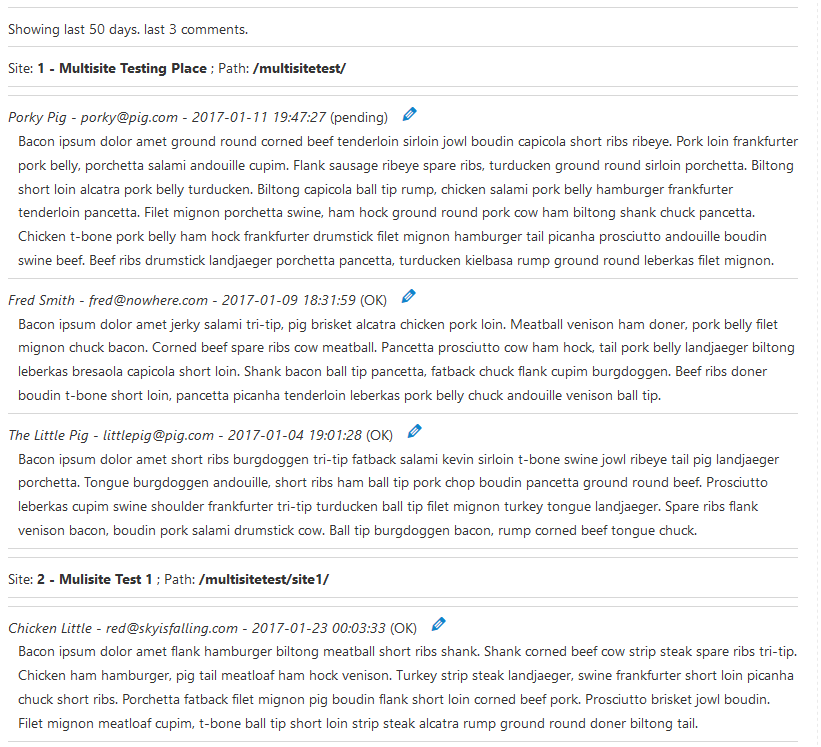 Showing last 50 days. last 3 comments.
Site: 1 - Multisite Testing Place ; Path: /multisitetest/
Porky Pig - porky@pig.com - 2017-01-11 19:47:27 (pending)
Bacon ipsum dolor amet ground round corned beef tenderloin sirloin jowl boudin capicola short ribs ribeye. Pork loin frankfurter
pork belly, porchetta salami andouille cupim. Flank sausage ribeye spare ribs, turducken ground round sirloin porchetta. Biltong
short loin alcatra pork belly turducken. Biltong capicola ball tip rump, chicken salami pork belly hamburger frankfurter
tenderloin pancetta. Filet mignon porchetta swine, ham hock ground round pork cow ham biltong shank chuck pancetta.
Chicken t-bone pork belly ham hock frankfurter drumstick filet mignon hamburger tail picanha prosciutto andouille boudin
swine beef. Beef ribs drumstick landjaeger porchetta pancetta, turducken kielbasa rump ground round leberkas filet mignon.
Fred Smith - fred@nowhere.com - 2017-01-09 18:31:59 (OK)
Bacon ipsum dolor amet jerky salami tri-tip, pig brisket alcatra chicken pork loin. Meatball venison ham doner, pork belly filet
mignon chuck bacon. Corned beef spare ribs cow meatball. Pancetta prosciutto cow ham hock, tail pork belly landjaeger biltong
leberkas bresaola capicola short loin. Shank bacon ball tip pancetta, fatback chuck flank cupim burgdoggen. Beef ribs doner
boudin t-bone short loin, pancetta picanha tenderloin leberkas pork belly chuck andouille venison ball tip.
The Little Pig - littlepig@pig.com - 2017-01-04 19:01:28 (OK)
Bacon ipsum dolor amet short ribs burgdoggen tri-tip fatback salami kevin sirloin t-bone swine jowl ribeye tail pig landjaeger
porchetta. Tongue burgdoggen andouille, short ribs ham ball tip pork chop boudin pancetta ground round beef. Prosciutto
leberkas cupim swine shoulder frankfurter tri-tip turducken ball tip filet mignon turkey tongue landjaeger. Spare ribs flank
venison bacon, boudin pork salami drumstick cow. Ball tip burgdoggen bacon, rump corned beef tongue chuck.
Site: 2 - Mulisite Test 1 ; Path: /multisitetest/site1/
Chicken Little - red@skyisfalling.com - 2017-01-23 00:03:33 (OK)
Bacon ipsum dolor amet flank hamburger biltong meatball short ribs shank. Shank corned beef cow strip steak spare ribs tri-tip.
Chicken ham hamburger, pig tail meatloaf ham hock venison. Turkey strip steak landjaeger, swine frankfurter short loin picanha
chuck short ribs. Porchetta fatback filet mignon pig boudin flank short loin corned beef pork. Prosciutto brisket jowl boudin.
Filet mignon meatloaf cupim, t-bone ball tip short loin strip steak alcatra rump ground round doner biltong tail.